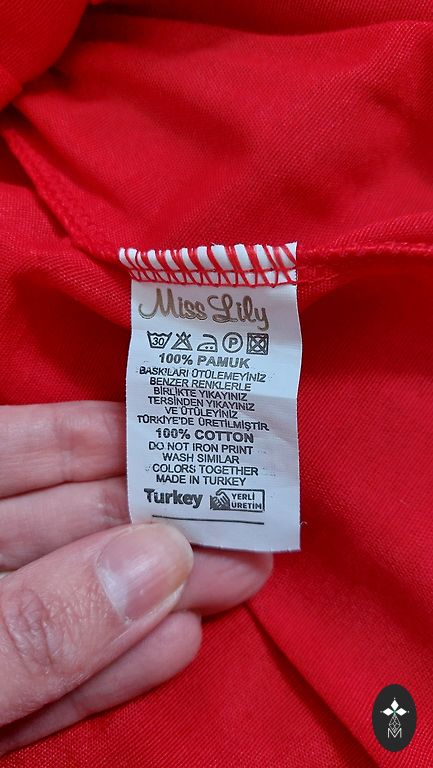 Miss Lily
30 P
100% PAMUK
BASKILARI ÜTÜLEMEYİNİZ
BENZER RENKLERLE
BİRLİKTE YIKAYINIZ
TERSİNDEN YIKAYINIZ
VE ÜTÜLEYİNİZ
TÜRKİYE'DE ÜRETİLMİŞTİR
100% COTTON
DO NOT IRON PRINT
WASH SIMILAR
COLORS TOGETHER
MADE IN TURKEY
Turkey YERLİ
ÜRETİM
M